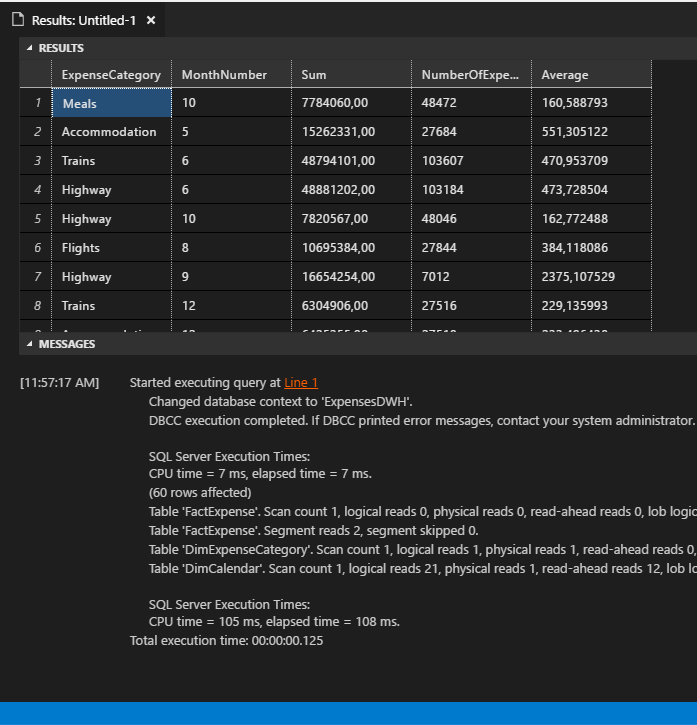 Results: Untitled-1 ×
RESULTS
ExpenseCategory MonthNumber Sum NumberOfExpe... Average
1 Meals 10 7784060,00 48472 160,588793
2 Accommodation 5 15262331,00 27684 551,305122
3 Trains 6 48794101,00 103607 470,953709
4 Highway 6 48881202,00 103184 473,728504
5 Highway 10 7820567,00 48046 162,772488
6 Flights 8 10695384,00 27844 384,118086
7 Highway 9 16654254,00 7012 2375,107529
8 Trains 12 6304906,00 27516 229,135993
MESSAGES
[11:57:17 AM] Started executing query at Line 1
Changed database context to 'ExpensesDWH'.
DBCC execution completed. If DBCC printed error messages, contact your system administrator.
SQL Server Execution Times:
CPU time = 7 ms, elapsed time = 7 ms.
(60 rows affected)
Table 'FactExpense'. Scan count 1, logical reads 0, physical reads 0, read-ahead reads 0, lob logic
Table 'FactExpense'. Segment reads 2, segment skipped 0.
Table 'DimExpenseCategory'. Scan count 1, logical reads 1, physical reads 1, read-ahead reads 0,
Table 'DimCalendar'. Scan count 1, logical reads 21, physical reads 1, read-ahead reads 12, lob lo
SQL Server Execution Times:
CPU time = 105 ms, elapsed time = 108 ms.
Total execution time: 00:00:00.125